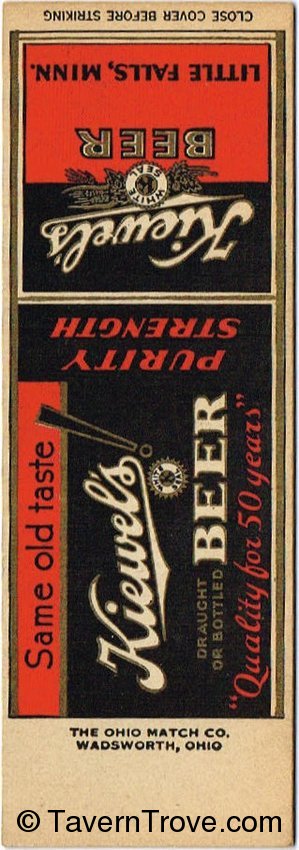 CLOSE COVER BEFORE STRIKING
LITTLE FALLS, MINN.
BEER
WHITE SEAL
K
Kiewel's
PURITY
STRENGTH
Same old taste!
Kiewel's
DRAUGHT
OR BOTTLED
BEER
"Quality for 50 years"
THE OHIO MATCH CO.
WADSWORTH, OHIO
© TavernTrove.com